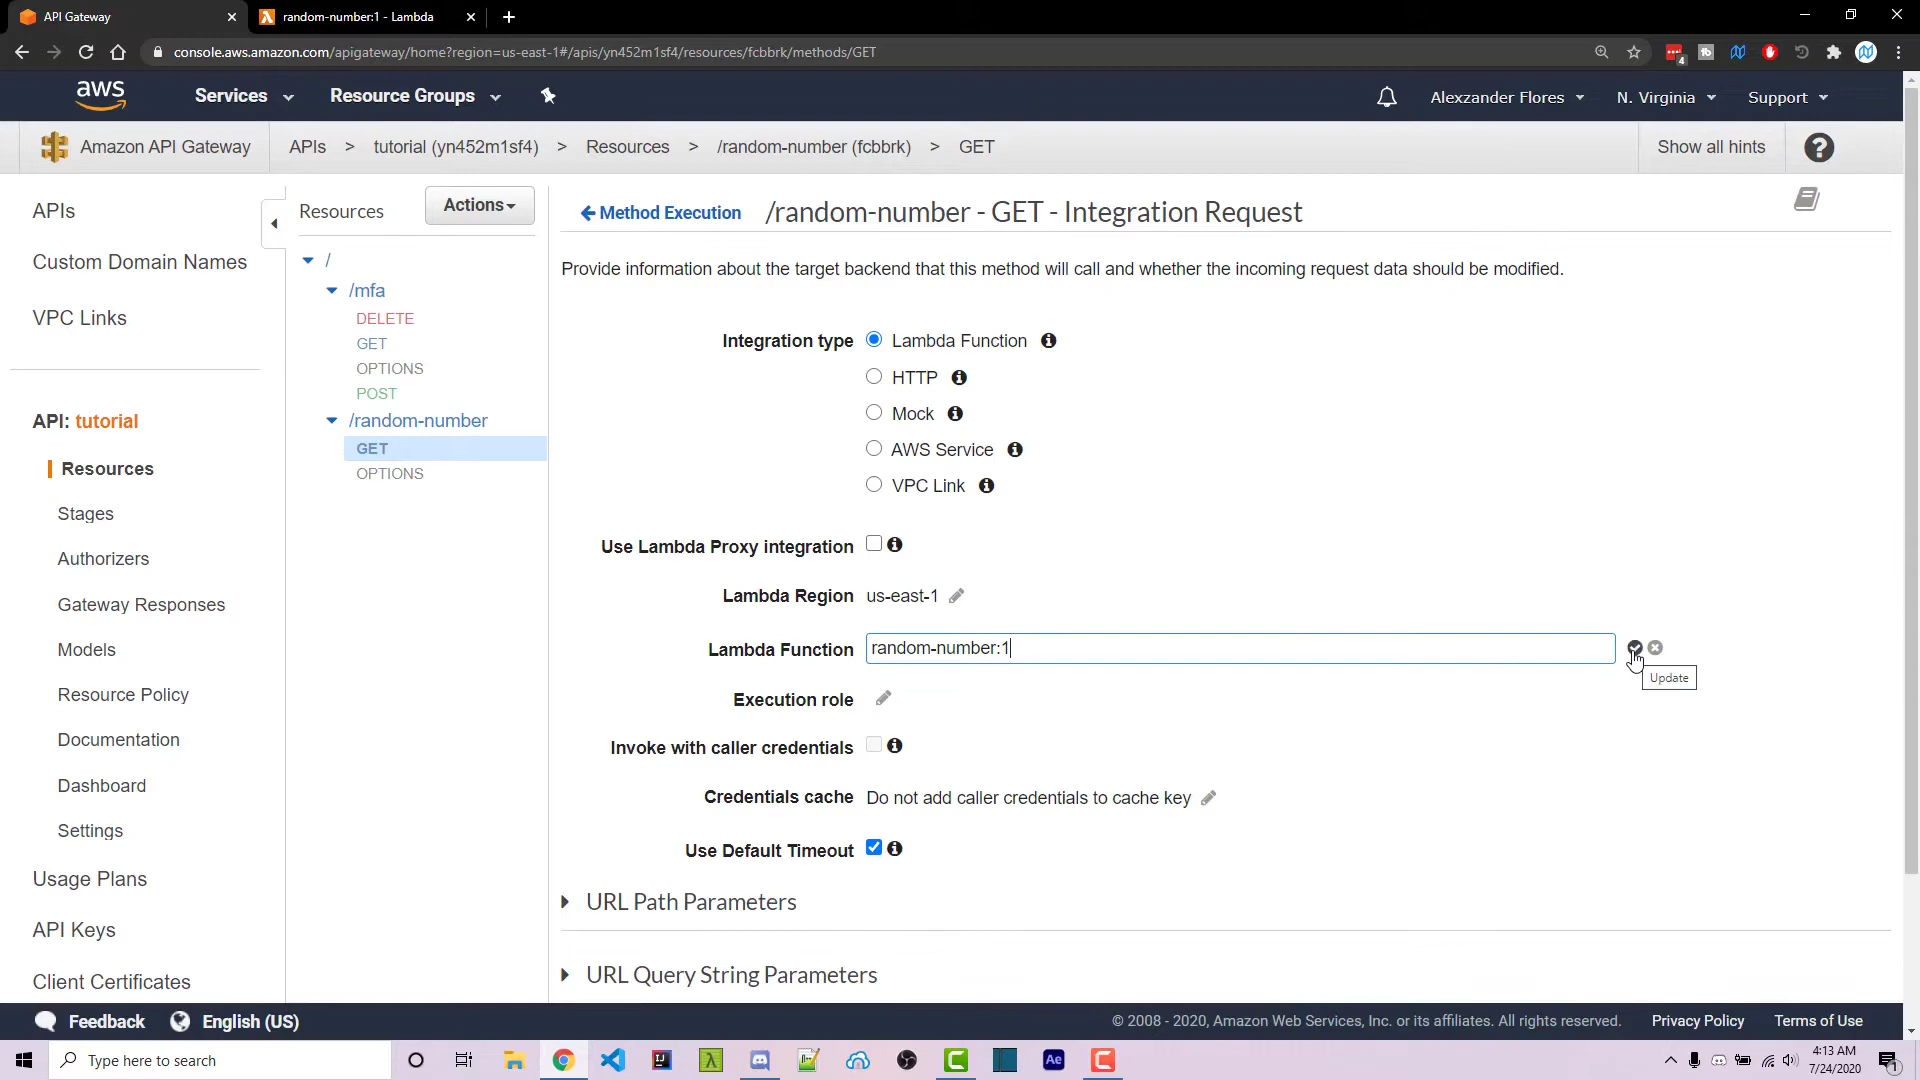 API Gateway
random-number:1 - Lambda
console.aws.amazon.com/apigateway/home?region=us-east-1#/apis/yn452m1sf4/resources/fcbbrk/methods/GET
4
aws
Services
Resource Groups
Alexzander Flores
N. Virginia
Support
Amazon API Gateway
APIs > tutorial (yn452m1sf4) > Resources > /random-number (fcbbrk) > GET
Show all hints
?
APIs
Custom Domain Names
VPC Links
API: tutorial
Resources
Stages
Authorizers
Gateway Responses
Models
Resource Policy
Documentation
Dashboard
Settings
Usage Plans
API Keys
Client Certificates
Resources
Actions
/
/mfa
DELETE
GET
OPTIONS
POST
/random-number
GET
OPTIONS
Method Execution
/random-number - GET - Integration Request
Provide information about the target backend that this method will call and whether the incoming request data should be modified.
Integration type
Lambda Function
HTTP
Mock
AWS Service
VPC Link
Use Lambda Proxy integration
Lambda Region us-east-1
Lambda Function random-number:1
Update
Execution role
Invoke with caller credentials
Credentials cache Do not add caller credentials to cache key
Use Default Timeout
URL Path Parameters
URL Query String Parameters
Feedback
English (US)
© 2008 - 2020, Amazon Web Services, Inc. or its affiliates. All rights reserved.
Privacy Policy
Terms of Use
Type here to search
Ae
4:13 AM
7/24/2020
1